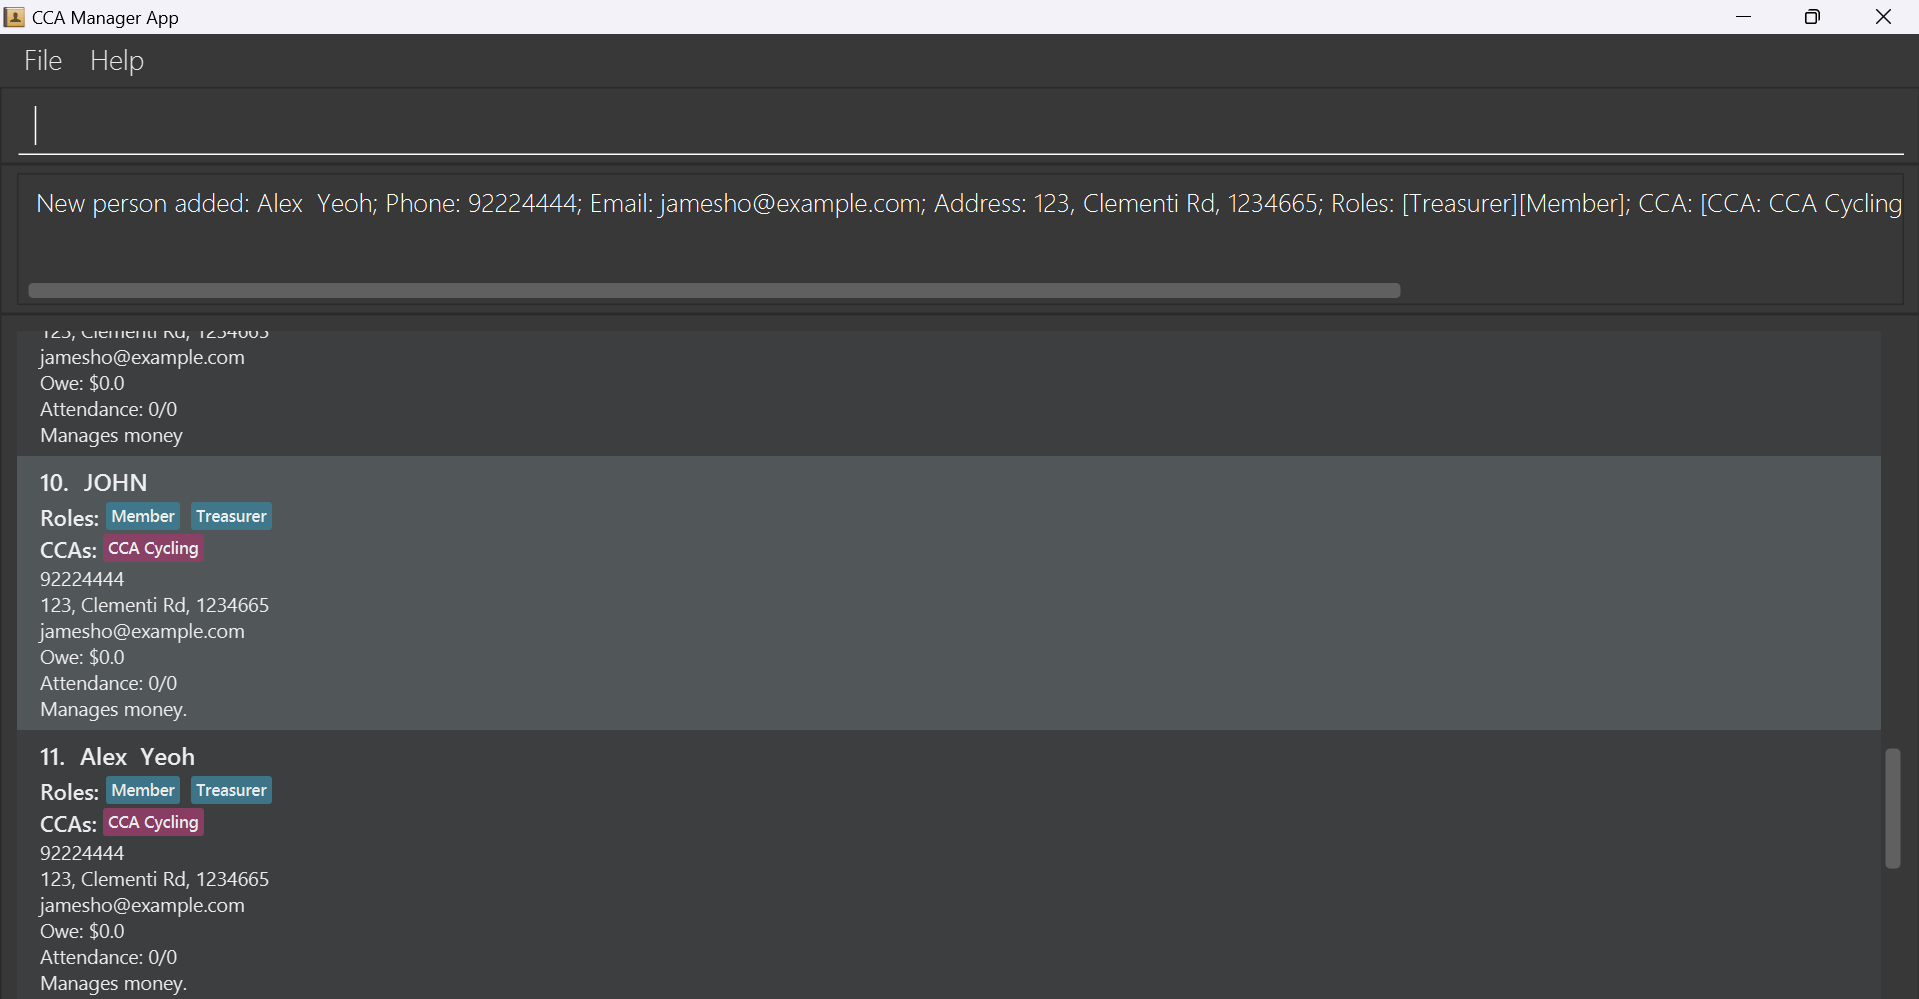 CCA Manager App
File Help
New person added: Alex  Yeoh; Phone: 92224444; Email: jamesho@example.com; Address: 123, Clementi Rd, 1234665; Roles: [Treasurer][Member]; CCA: [CCA: CCA Cycling
123, Clementi Rd, 1234665
jamesho@example.com
Owe: $0.0
Attendance: 0/0
Manages money
10. JOHN
Roles: Member Treasurer
CCAs: CCA Cycling
92224444
123, Clementi Rd, 1234665
jamesho@example.com
Owe: $0.0
Attendance: 0/0
Manages money.
11. Alex  Yeoh
Roles: Member Treasurer
CCAs: CCA Cycling
92224444
123, Clementi Rd, 1234665
jamesho@example.com
Owe: $0.0
Attendance: 0/0
Manages money.